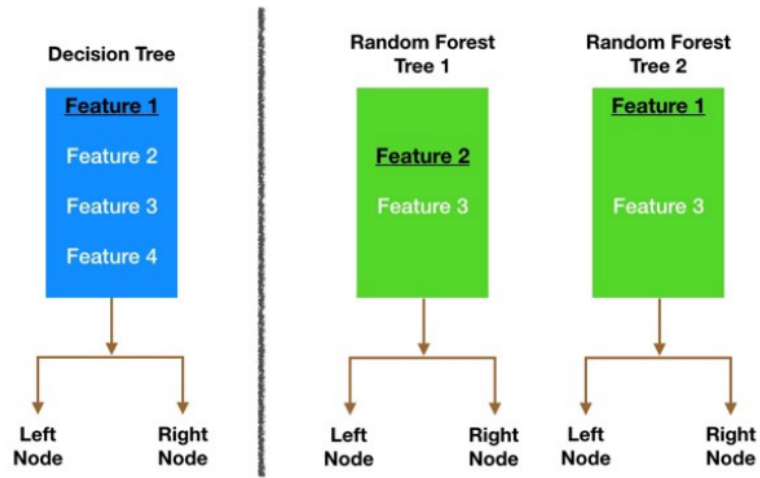 Decision Tree
Feature 1
Feature 2
Feature 3
Feature 4
Left
Node
Right
Node
Random Forest
Tree 1
Feature 2
Feature 3
Left
Node
Right
Node
Random Forest
Tree 2
Feature 1
Feature 3
Left
Node
Right
Node